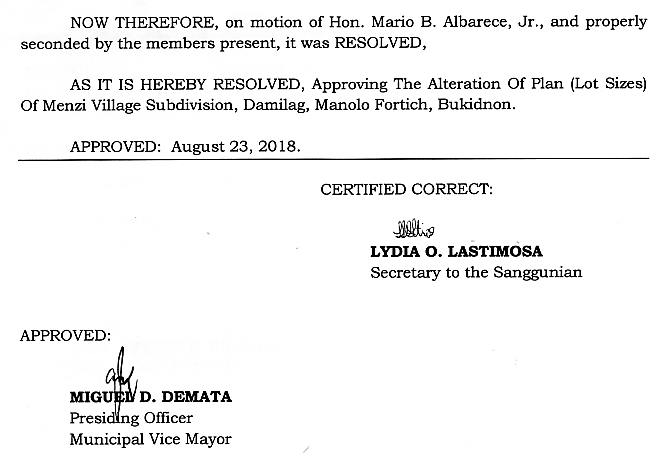 NOW THEREFORE, on motion of Hon. Mario B. Albarece, Jr., and properly
seconded by the members present, it was RESOLVED,
AS IT IS HEREBY RESOLVED, Approving The Alteration Of Plan (Lot Sizes)
Of Menzi Village Subdivision, Damilag, Manolo Fortich, Bukidnon.
APPROVED: August 23, 2018.
CERTIFIED CORRECT:
LYDIA O. LASTIMOSA
Secretary to the Sanggunian
APPROVED:
MIGUEL D. DEMATA
Presiding Officer
Municipal Vice Mayor